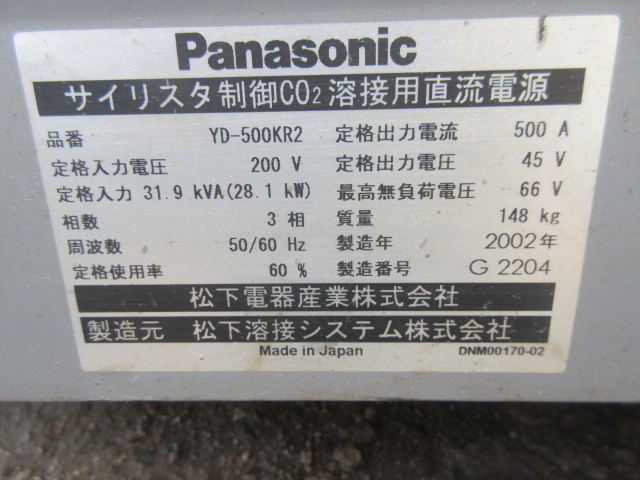 Panasonic
サイリスタ制御CO₂溶接用直流電源
品番 YD-500KR2 定格出力電流 500 A
定格入力電圧 200 V 定格出力電圧 45 V
定格入力 31.9 kVA(28.1 kW) 最高無負荷電圧 66 V
相数 3 相 質量 148 kg
周波数 50/60 Hz 製造年 2002年
定格使用率 60 % 製造番号 G 2204
松下電器産業株式会社
製造元 松下溶接システム株式会社
Made in Japan DNM00170-02